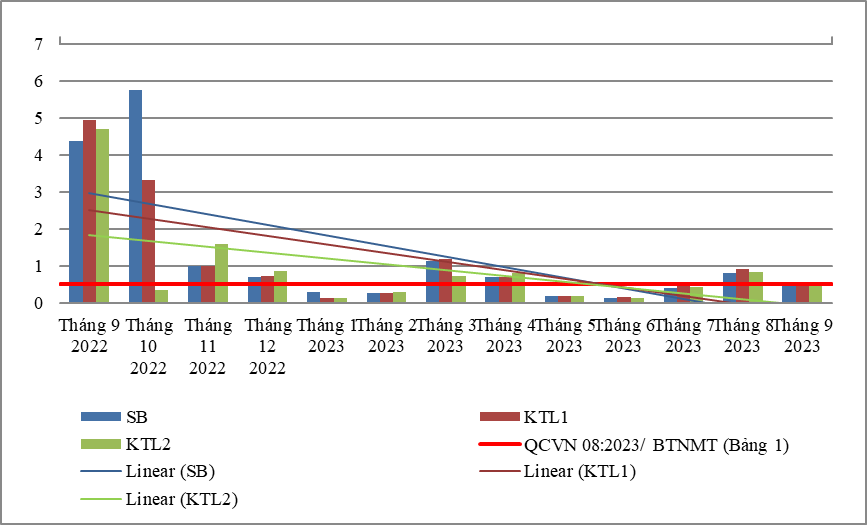 7
6
5
4
3
2
1
0
Tháng 9 Tháng Tháng Tháng Tháng 1 Tháng 2 Tháng 3 Tháng 4 Tháng 5 Tháng 6 Tháng 7 Tháng 8 Tháng 9
2022 10 11 12 2023 2023 2023 2023 2023 2023 2023 2023 2023
2022 2022 2022
SB KTL1
KTL2 QCVN 08:2023/ BTNMT (Bảng 1)
Linear (SB) Linear (KTL1)
Linear (KTL2)